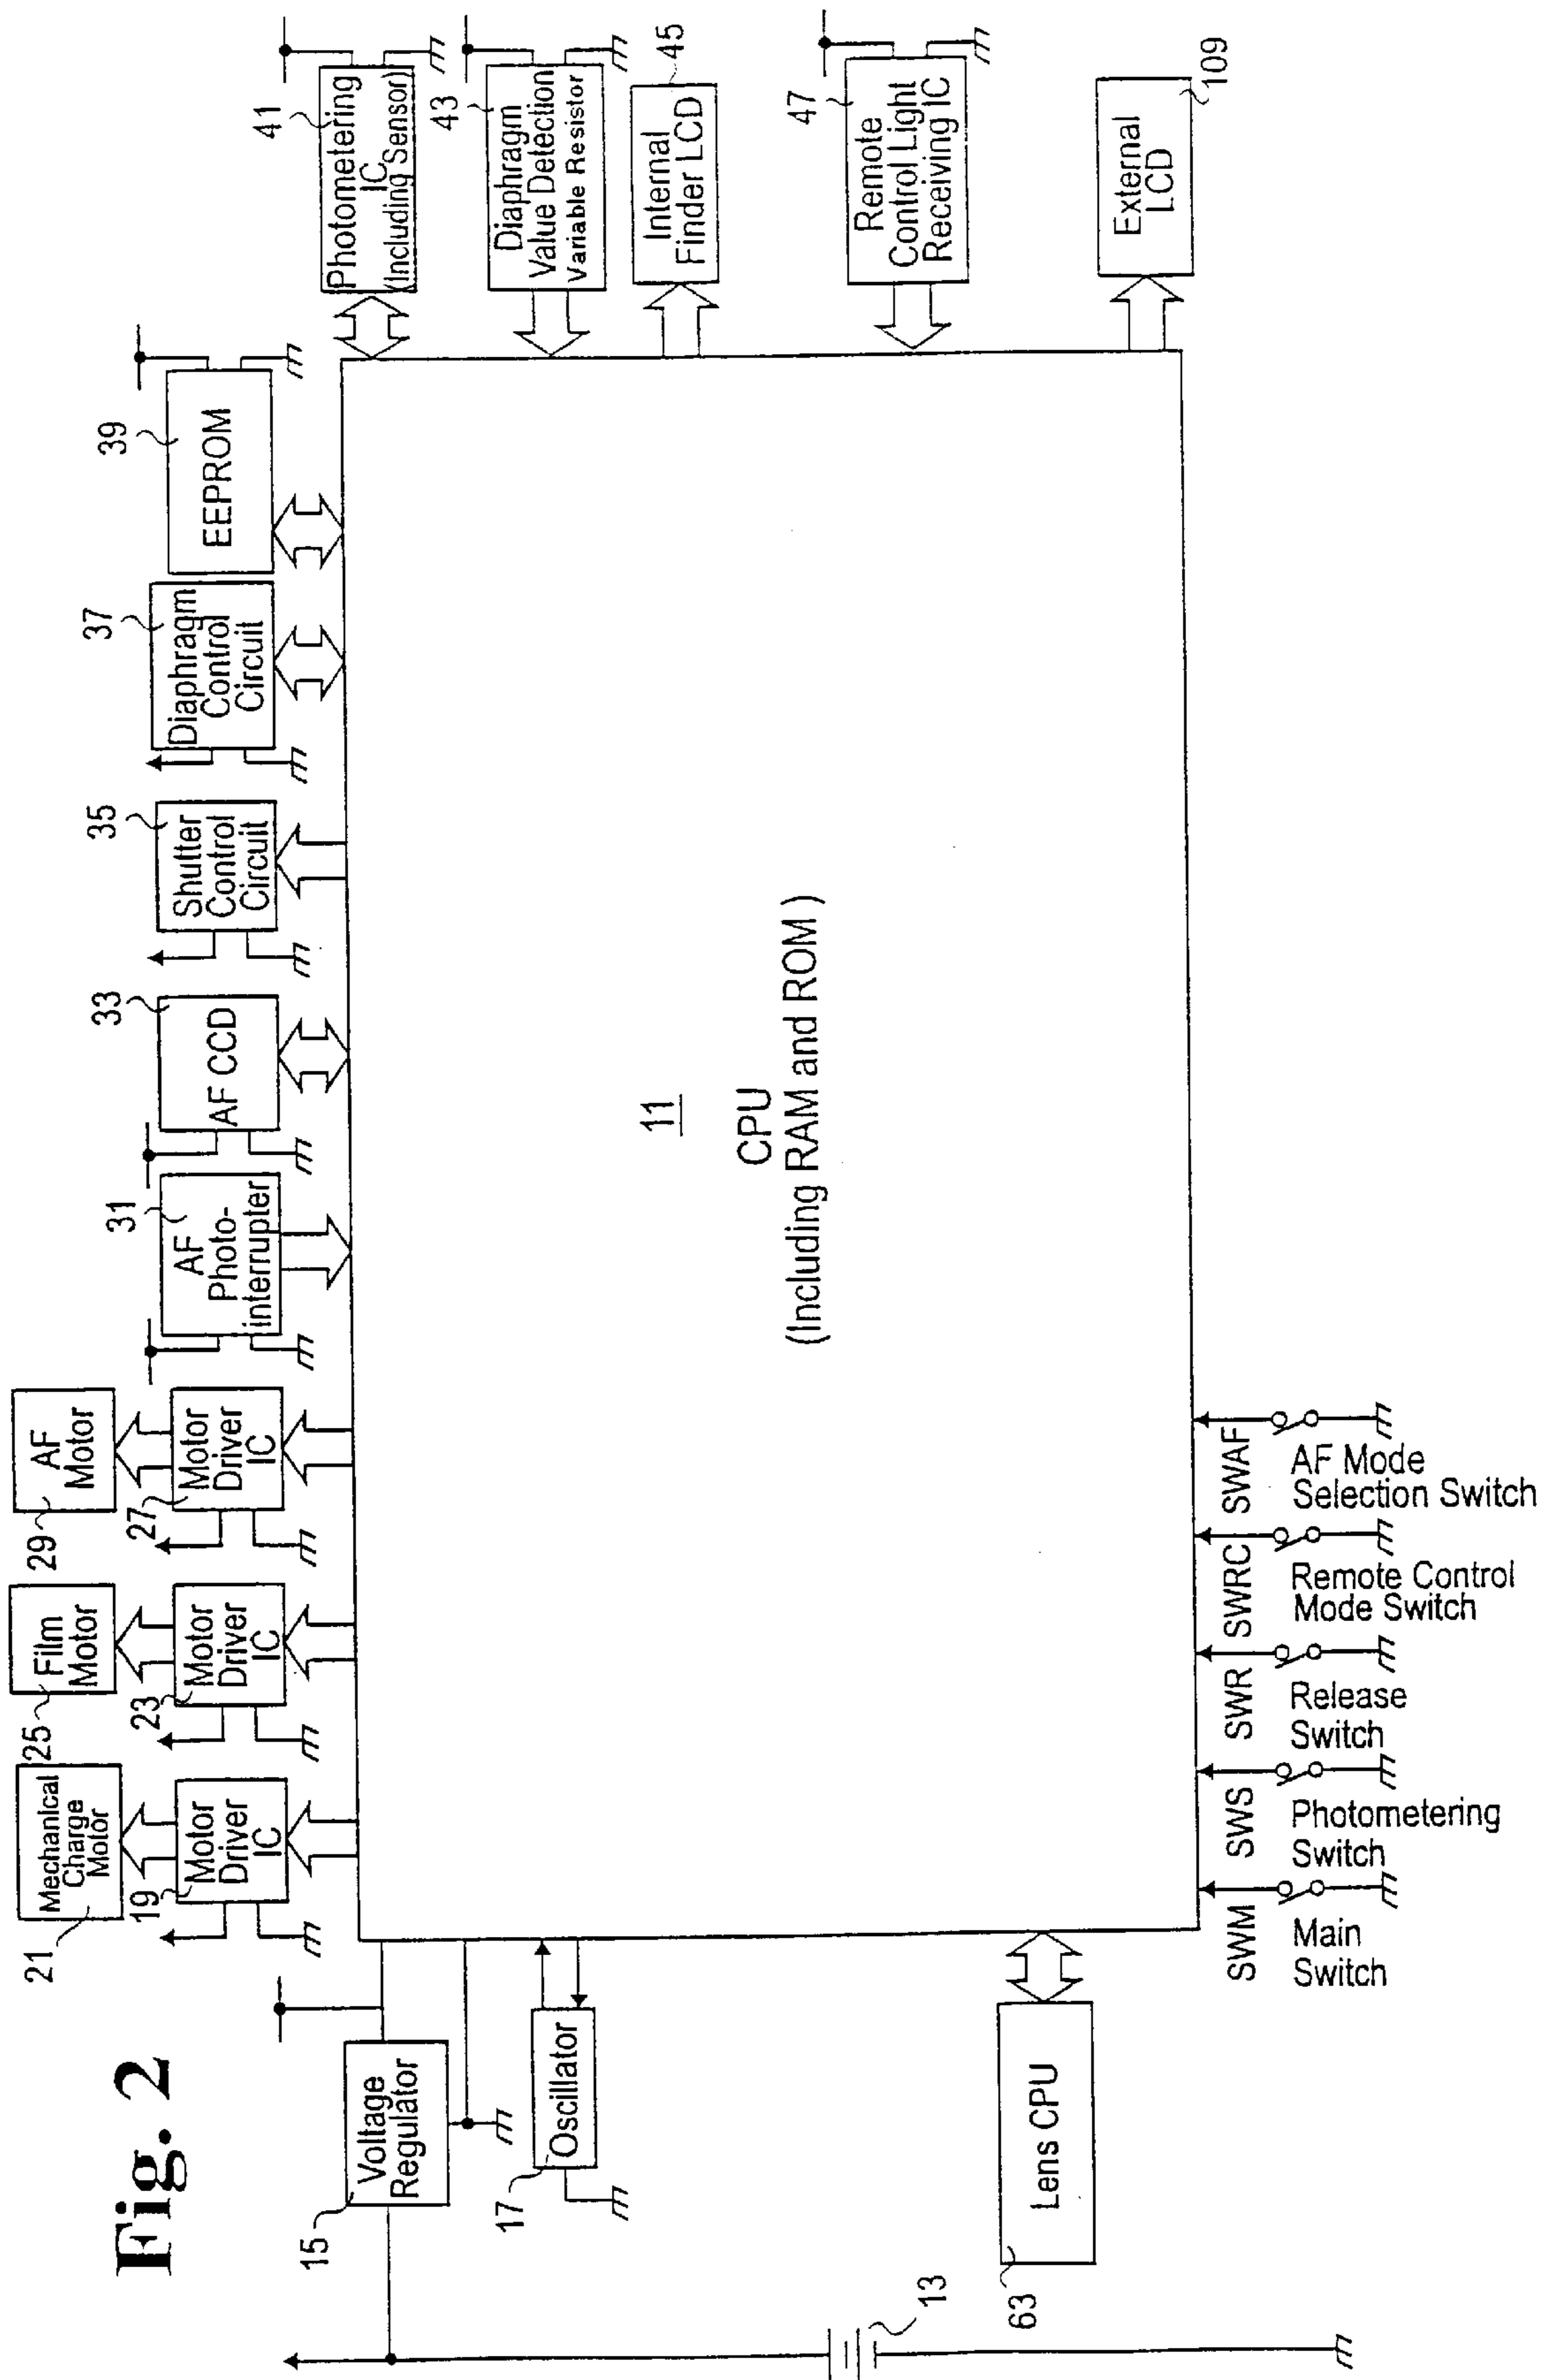 Fig. 2
21
Mechanical
Charge
Motor
25
Film
Motor
29
AF
Motor
19
Motor
Driver
IC
23
Motor
Driver
IC
27
Motor
Driver
IC
31
AF
Photo-
interrupter
33
AF CCD
35
Shutter
Control
Circuit
37
Diaphragm
Control
Circuit
39
EEPROM
41
Photometering
IC
(Including Sensor)
43
Diaphragm
Value Detection
Variable Resistor
45
Internal
Finder LCD
47
Remote
Control Light
Receiving IC
109
External
LCD
15
Voltage
Regulator
17
Oscillator
11
CPU
(Including RAM and ROM )
63
Lens CPU
13
SWM
SWS
SWR
SWRC
SWAF
Main
Switch
Photometering
Switch
Release
Switch
Remote Control
Mode Switch
AF Mode
Selection Switch